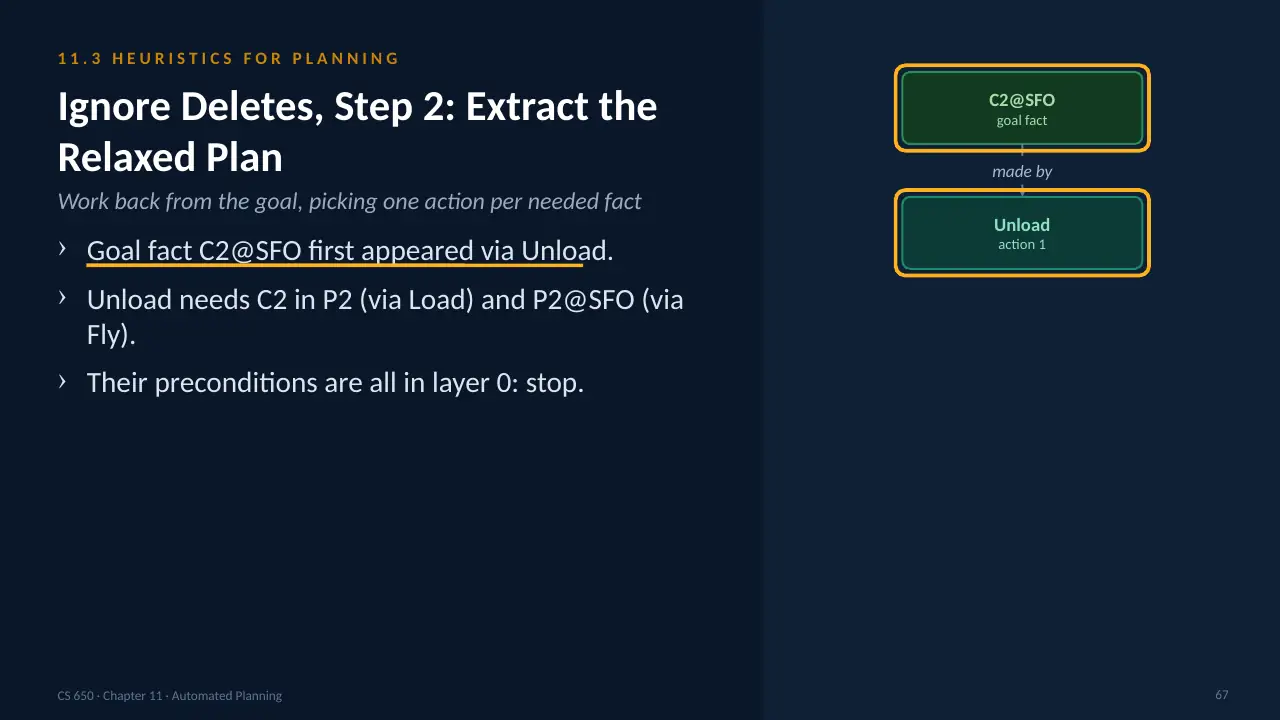 11.3 HEURISTICS FOR PLANNING
Ignore Deletes, Step 2: Extract the
Relaxed Plan
Work back from the goal, picking one action per needed fact
› Goal fact C2@SFO first appeared via Unload.
› Unload needs C2 in P2 (via Load) and P2@SFO (via
Fly).
› Their preconditions are all in layer 0: stop.
C2@SFO
goal fact
made by
Unload
action 1
CS 650 · Chapter 11 · Automated Planning
67